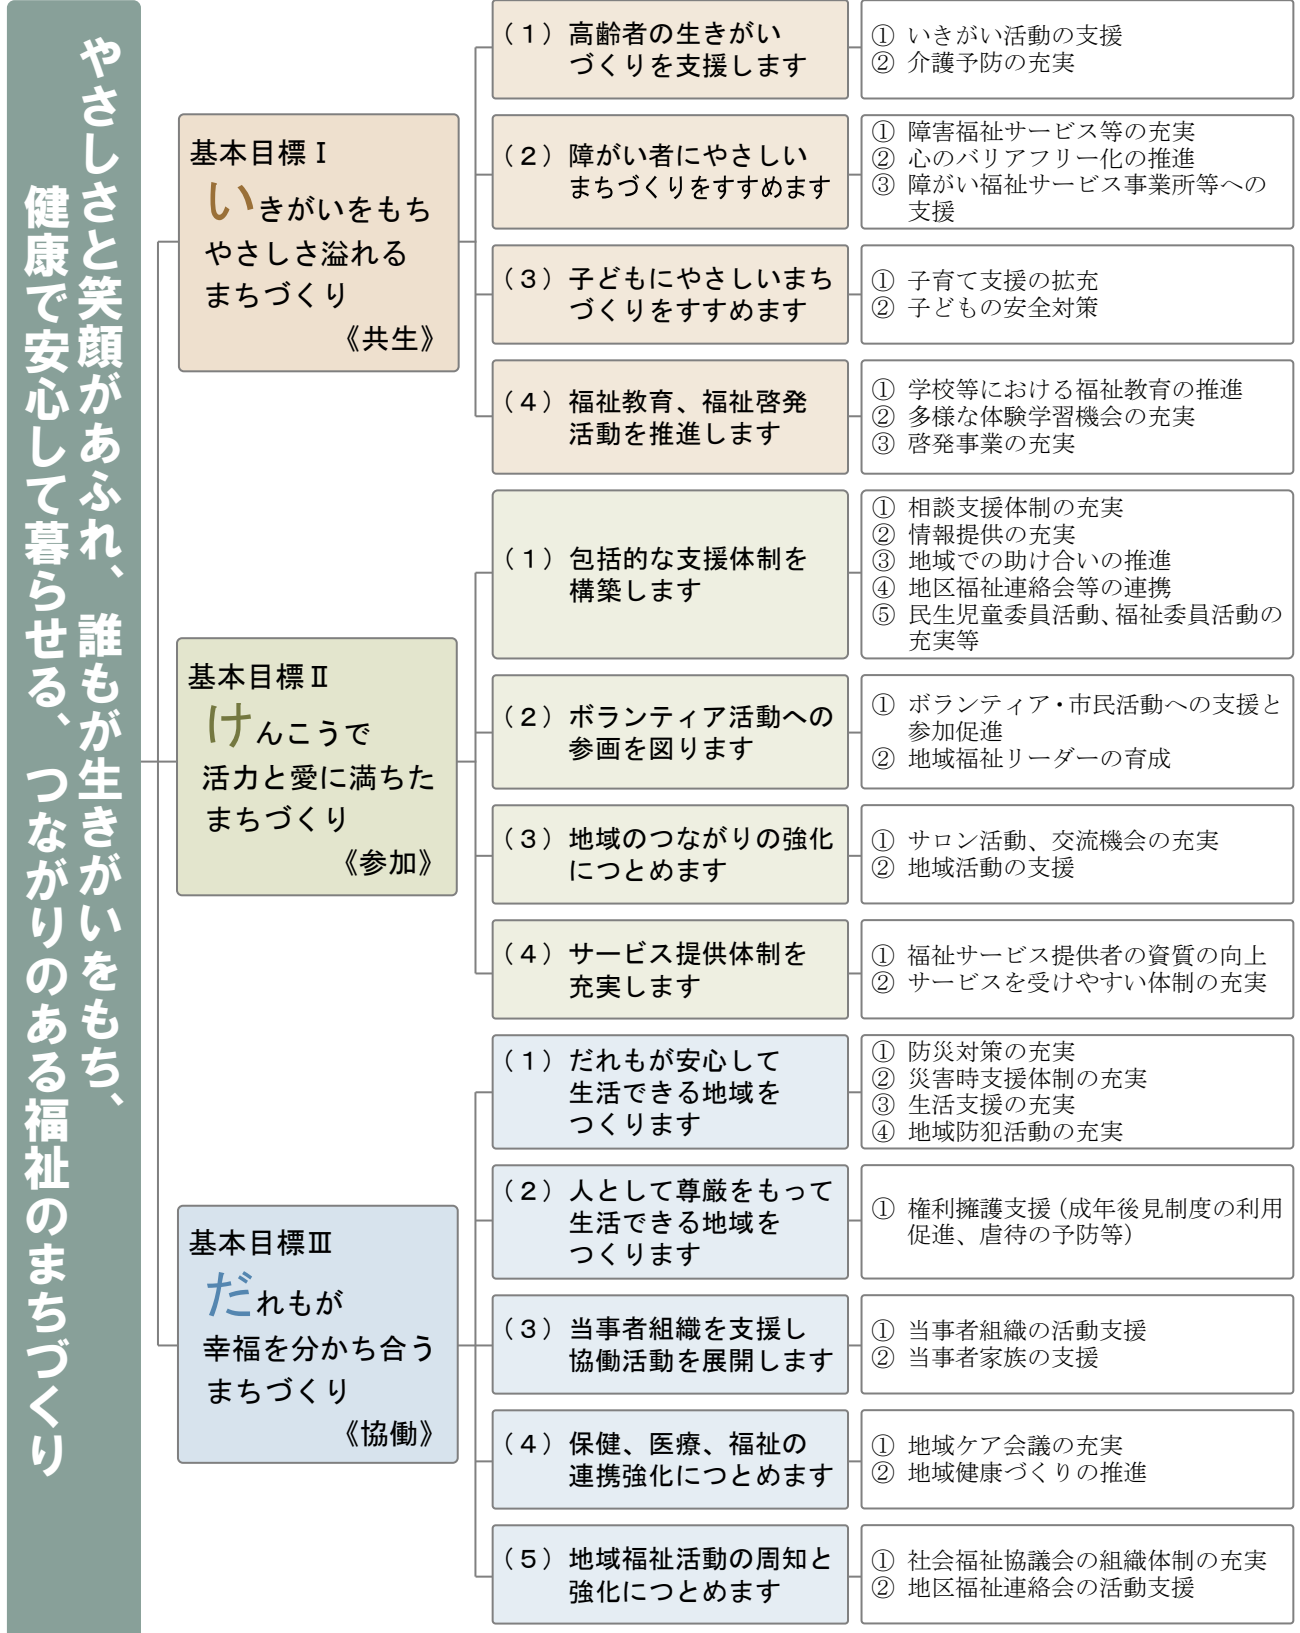 やさしさと笑顔があふれ、誰もが生きがいをもち、
健康で安心して暮らせる、つながりのある福祉のまちづくり
基本目標Ⅰ
いきがいをもち
やさしさ溢れる
まちづくり
《共生》
（１）高齢者の生きがい
づくりを支援します
① いきがい活動の支援
② 介護予防の充実
（２）障がい者にやさしい
まちづくりをすすめます
① 障害福祉サービス等の充実
② 心のバリアフリー化の推進
③ 障がい福祉サービス事業所等への
支援
（３）子どもにやさしいまち
づくりをすすめます
① 子育て支援の拡充
② 子どもの安全対策
（４）福祉教育、福祉啓発
活動を推進します
① 学校等における福祉教育の推進
② 多様な体験学習機会の充実
③ 啓発事業の充実
基本目標Ⅱ
けんこうで
活力と愛に満ちた
まちづくり
《参加》
（１）包括的な支援体制を
構築します
① 相談支援体制の充実
② 情報提供の充実
③ 地域での助け合いの推進
④ 地区福祉連絡会等の連携
⑤ 民生児童委員活動、福祉委員活動の
充実等
（２）ボランティア活動への
参画を図ります
① ボランティア・市民活動への支援と
参加促進
② 地域福祉リーダーの育成
（３）地域のつながりの強化
につとめます
① サロン活動、交流機会の充実
② 地域活動の支援
（４）サービス提供体制を
充実します
① 福祉サービス提供者の資質の向上
② サービスを受けやすい体制の充実
基本目標Ⅲ
だれもが
幸福を分かち合う
まちづくり
《協働》
（１）だれもが安心して
生活できる地域を
つくります
① 防災対策の充実
② 災害時支援体制の充実
③ 生活支援の充実
④ 地域防犯活動の充実
（２）人として尊厳をもって
生活できる地域を
つくります
① 権利擁護支援（成年後見制度の利用
促進、虐待の予防等）
（３）当事者組織を支援し
協働活動を展開します
① 当事者組織の活動支援
② 当事者家族の支援
（４）保健、医療、福祉の
連携強化につとめます
① 地域ケア会議の充実
② 地域健康づくりの推進
（５）地域福祉活動の周知と
強化につとめます
① 社会福祉協議会の組織体制の充実
② 地区福祉連絡会の活動支援